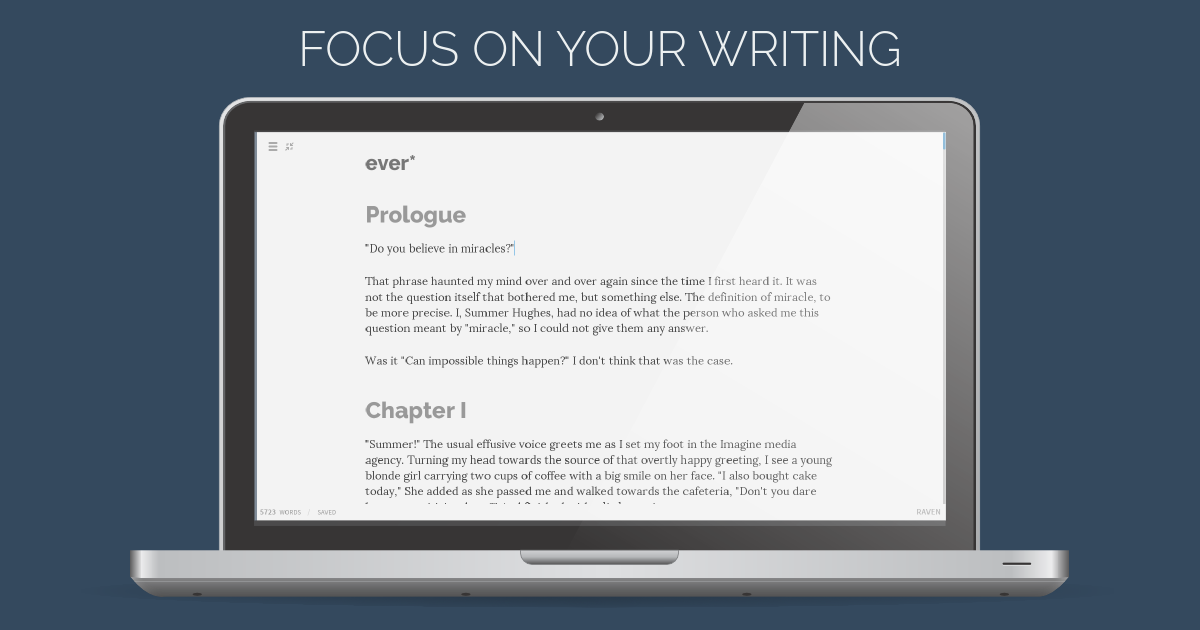 FOCUS ON YOUR WRITING
ever*
Prologue
"Do you believe in miracles?"
That phrase haunted my mind over and over again since the time I first heard it. It was
not the question itself that bothered me, but something else. The definition of miracle, to
be more precise. I, Summer Hughes, had no idea of what the person who asked me this
question meant by "miracle," so I could not give them any answer.
Was it "Can impossible things happen?" I don't think that was the case.
Chapter I
"Summer!" The usual effusive voice greets me as I set my foot in the Imagine media
agency. Turning my head towards the source of that overtly happy greeting, I see a young
blonde girl carrying two cups of coffee with a big smile on her face. "I also bought cake
today," She added as she passed me and walked towards the cafeteria, "Don't you dare
5723 WORDS / SAVED
RAVEN